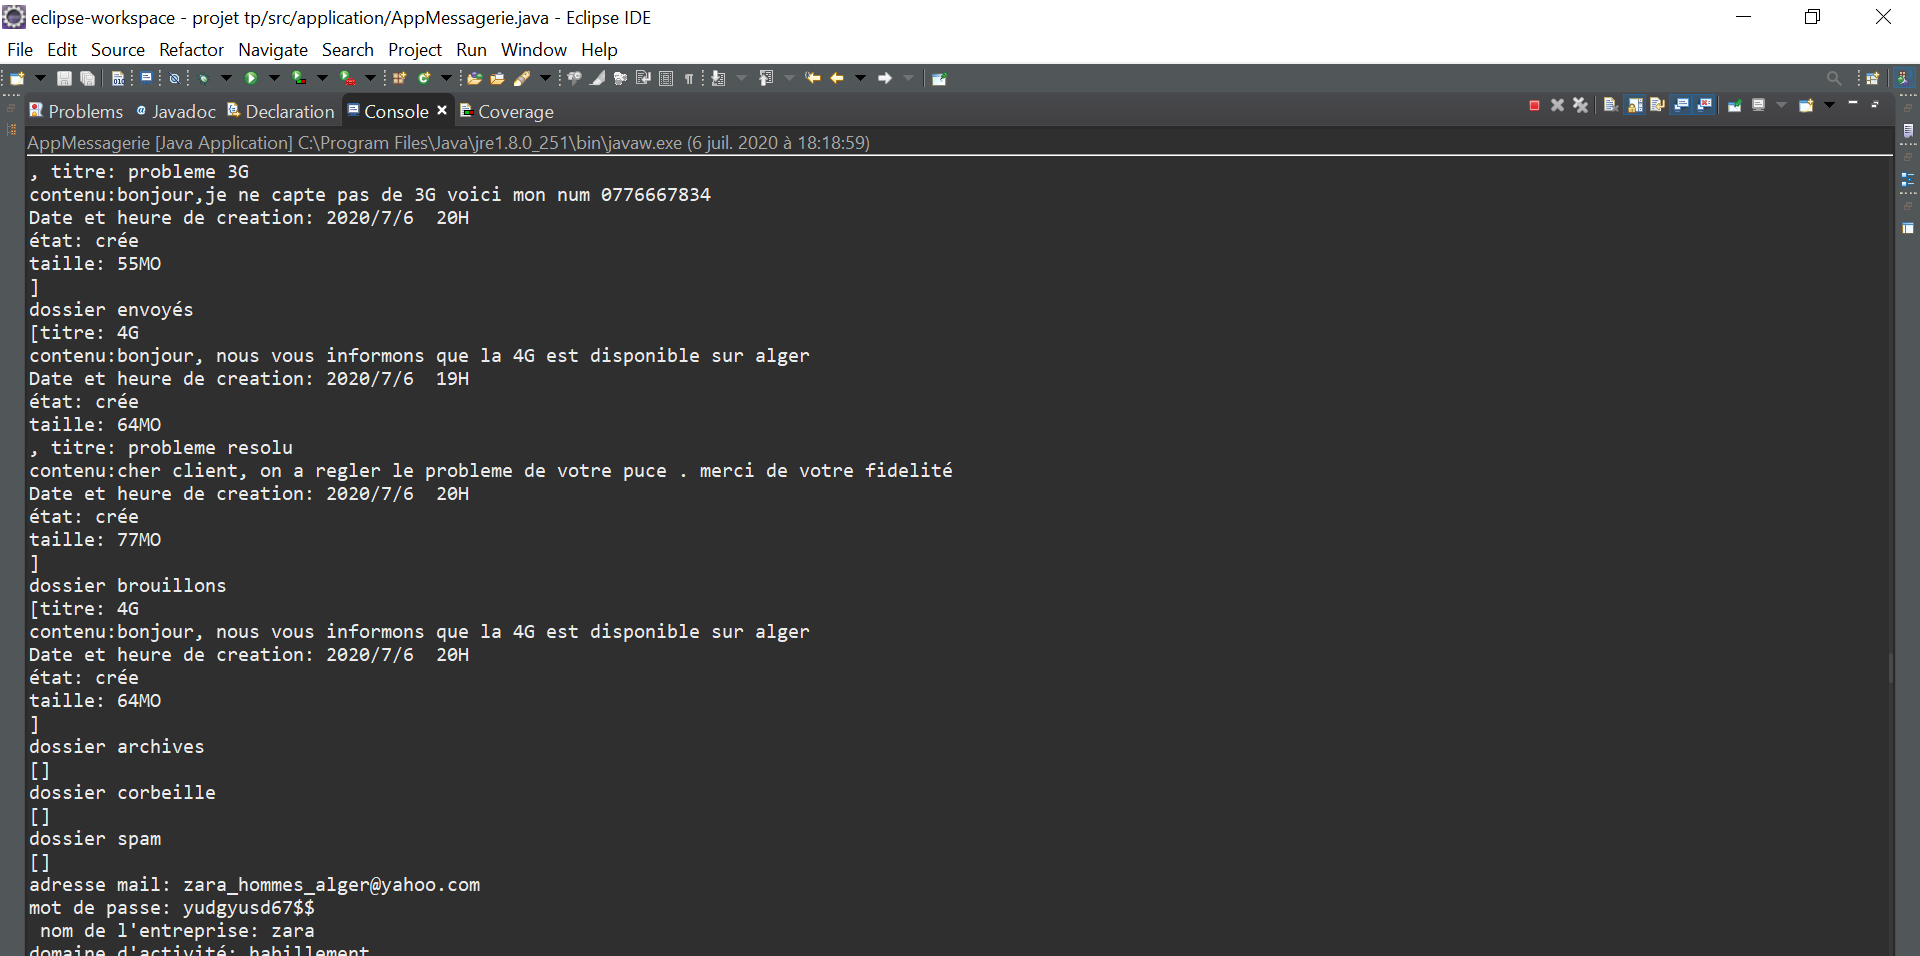 eclipse-workspace - projet tp/src/application/AppMessagerie.java - Eclipse IDE
File Edit Source Refactor Navigate Search Project Run Window Help
Problems Javadoc Declaration Console Coverage
AppMessagerie [Java Application] C:\Program Files\Java\jre1.8.0_251\bin\javaw.exe (6 juil. 2020 à 18:18:59)
, titre: probleme 3G
contenu:bonjour,je ne capte pas de 3G voici mon num 0776667834
Date et heure de creation: 2020/7/6  20H
état: crée
taille: 55MO
]
dossier envoyés
[titre: 4G
contenu:bonjour, nous vous informons que la 4G est disponible sur alger
Date et heure de creation: 2020/7/6  19H
état: crée
taille: 64MO
, titre: probleme resolu
contenu:cher client, on a regler le probleme de votre puce . merci de votre fidelité
Date et heure de creation: 2020/7/6  20H
état: crée
taille: 77MO
]
dossier brouillons
[titre: 4G
contenu:bonjour, nous vous informons que la 4G est disponible sur alger
Date et heure de creation: 2020/7/6  20H
état: crée
taille: 64MO
]
dossier archives
[]
dossier corbeille
[]
dossier spam
[]
adresse mail: zara_hommes_alger@yahoo.com
mot de passe: yudgyusd67$$
 nom de l'entreprise: zara
domaine d'activité: habillement